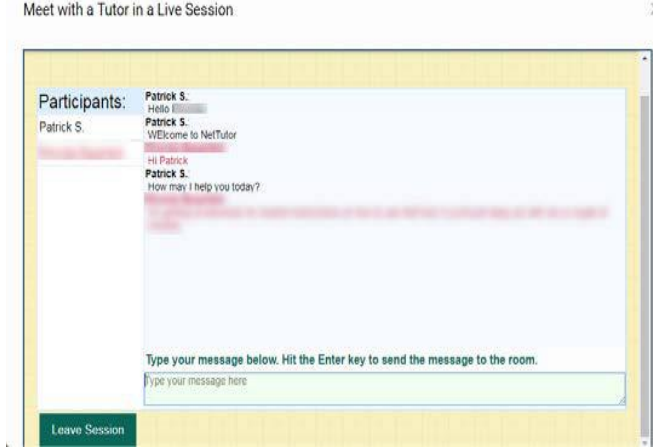 Meet with a Tutor in a Live Session
Participants:
Patrick S.
Patrick S.:
Hello
Patrick S.:
WElcome to NetTutor
Hi Patrick
Patrick S.:
How may I help you today?
Type your message below. Hit the Enter key to send the message to the room.
Type your message here
Leave Session